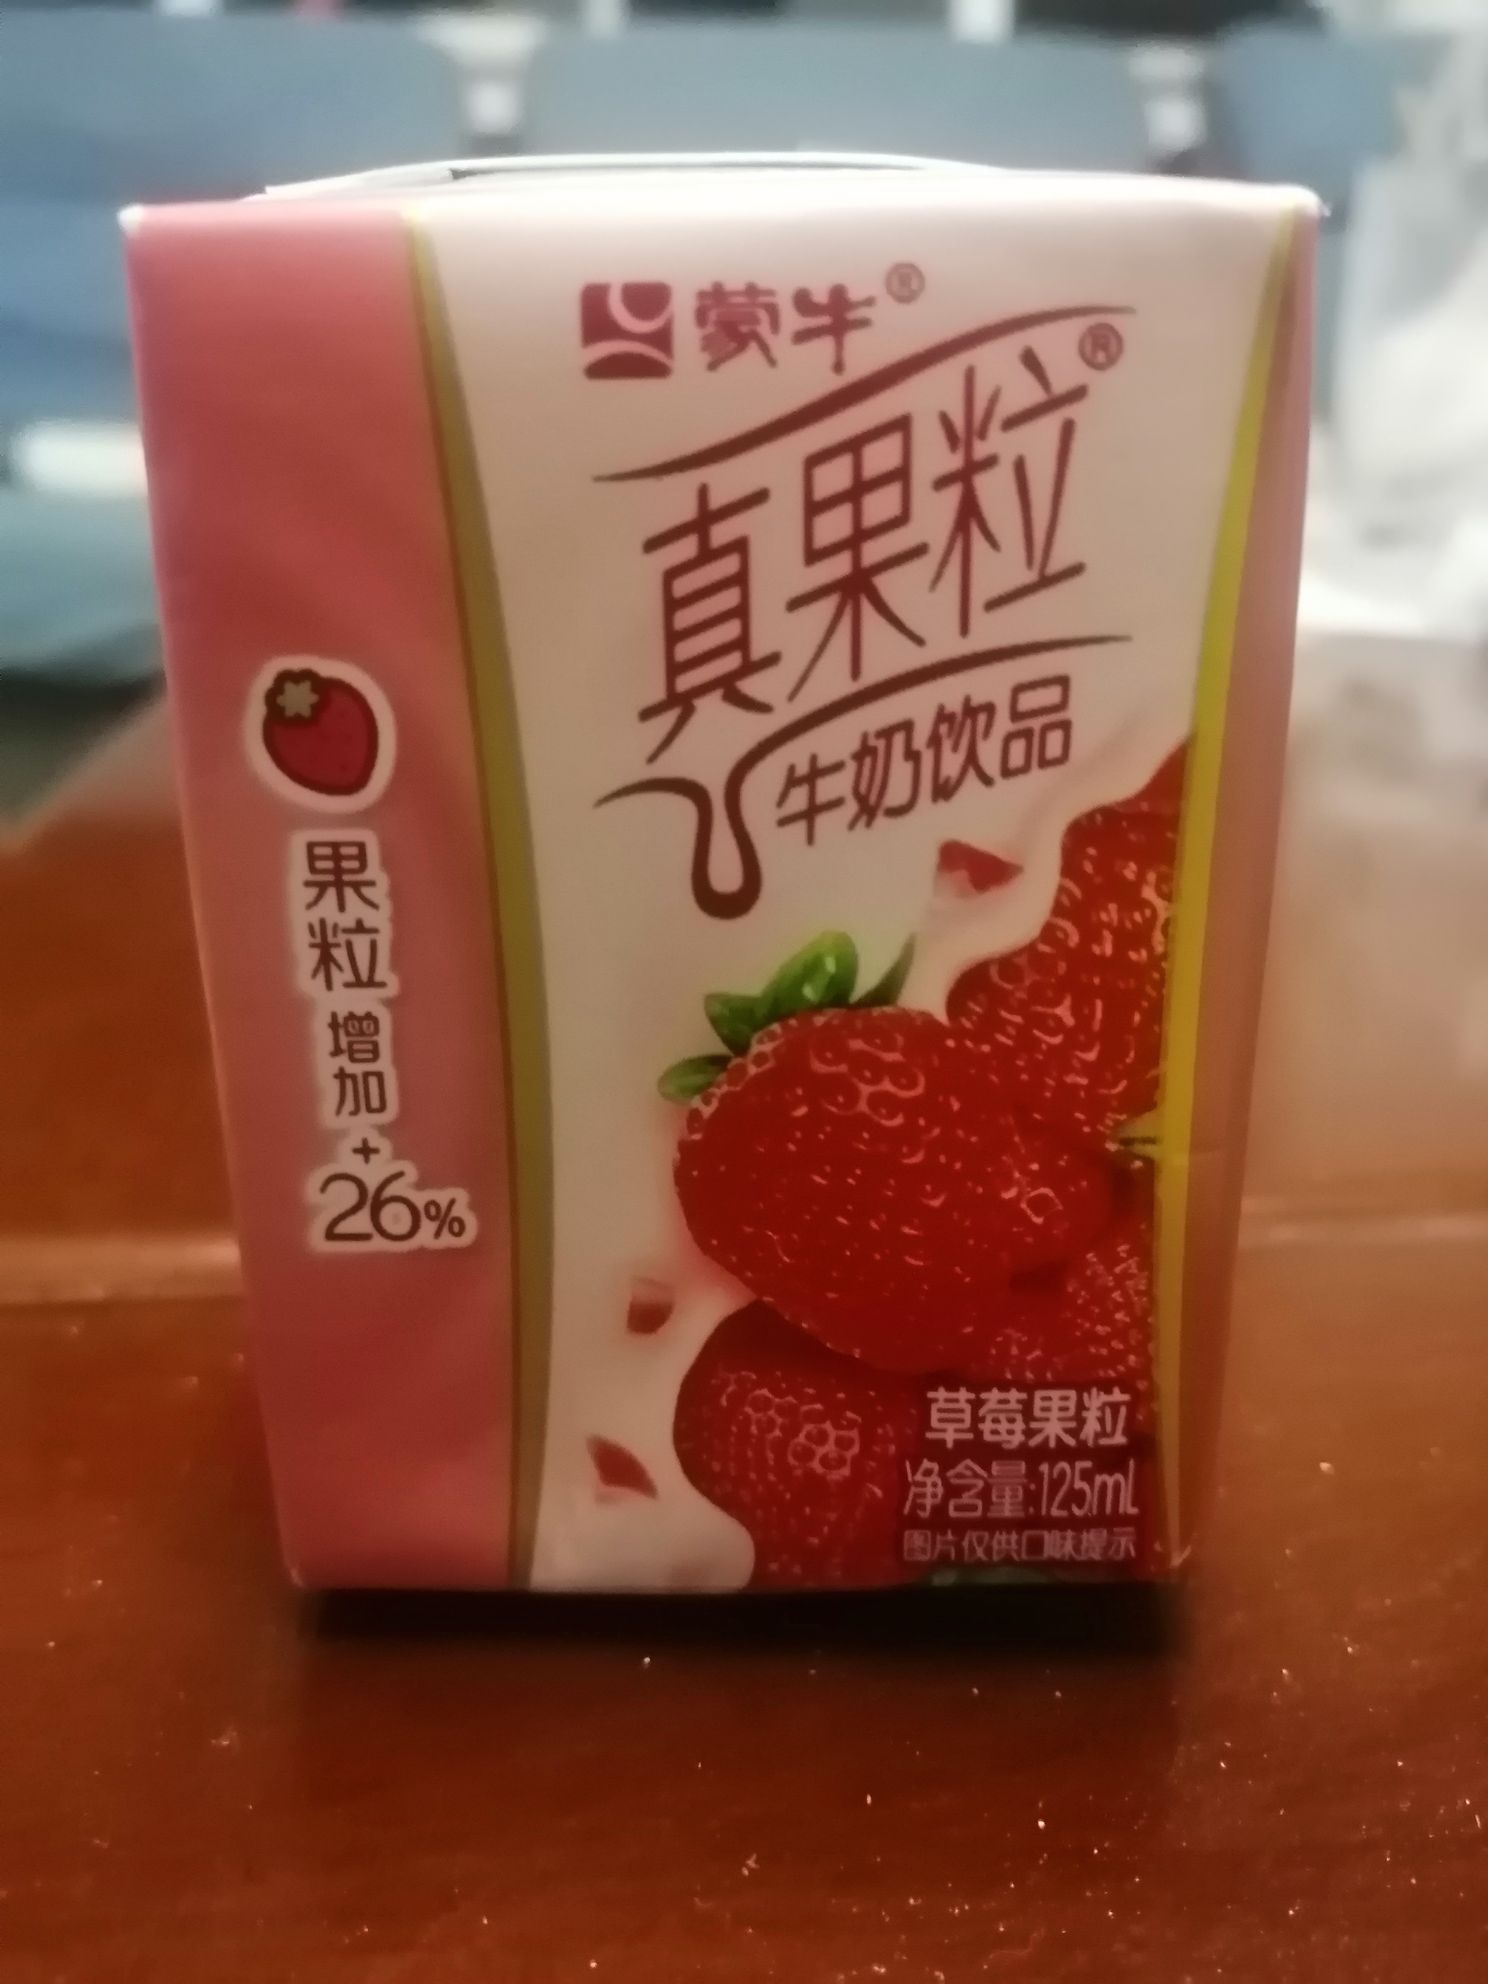 蒙牛®
真果粒®
牛奶饮品
果粒增加+26%
草莓果粒
净含量:125mL
图片仅供口味提示